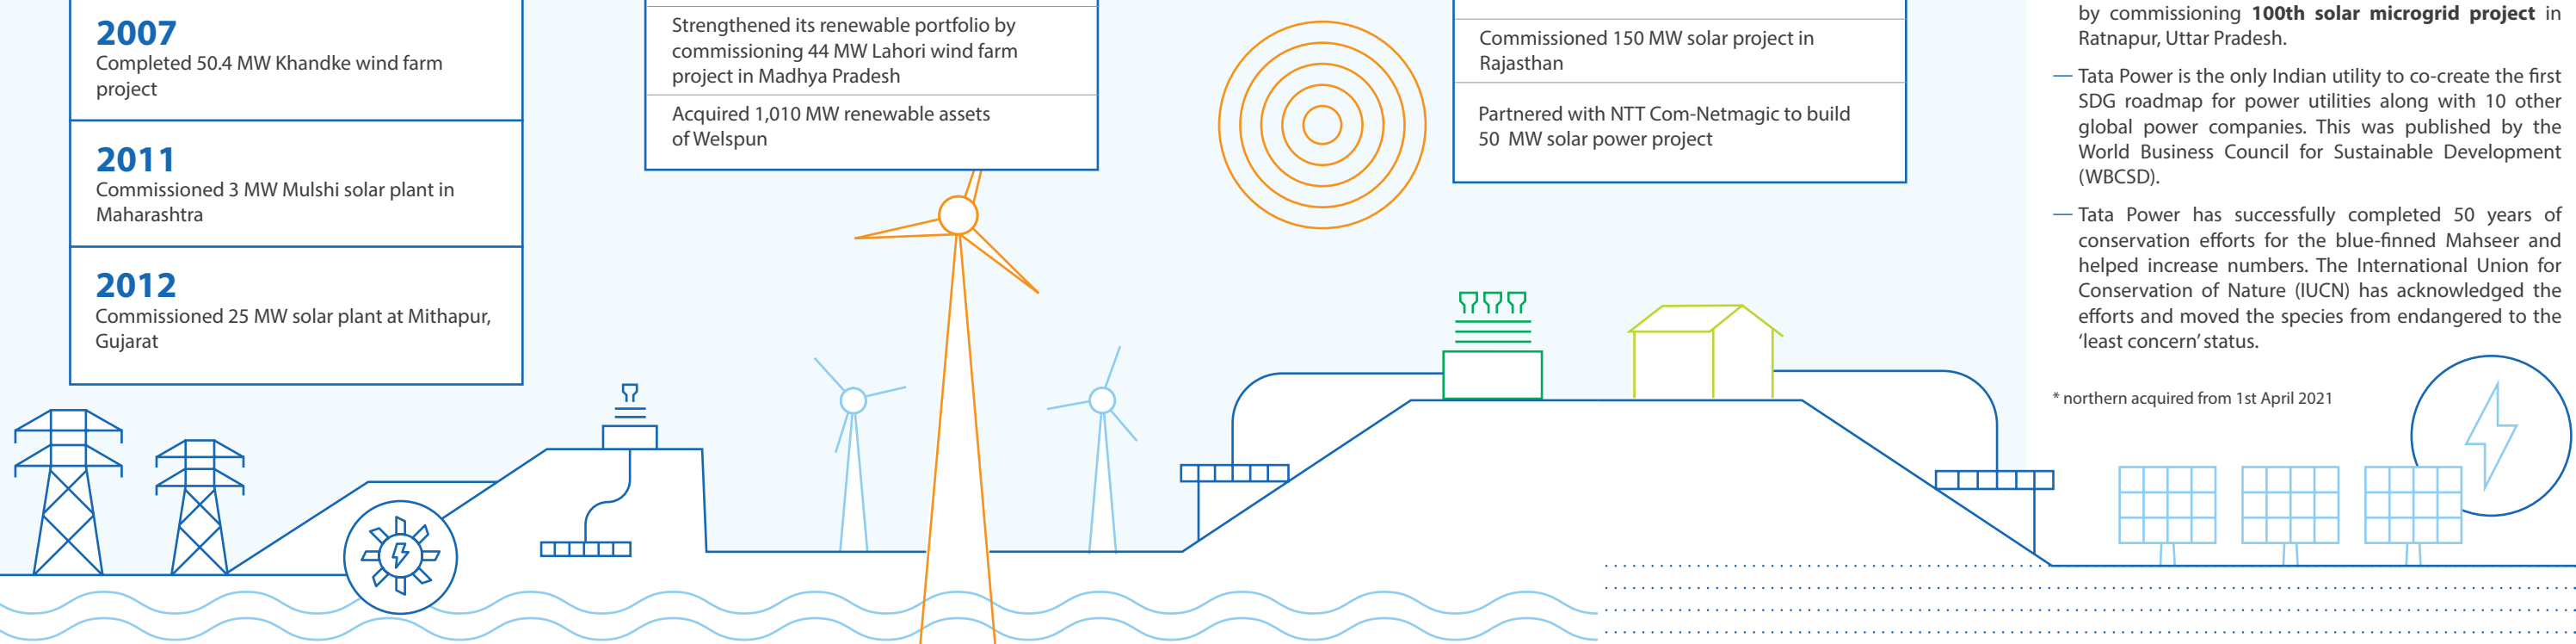 2007
Completed 50.4 MW Khandke wind farm
project
2011
Commissioned 3 MW Mulshi solar plant in
Maharashtra
2012
Commissioned 25 MW solar plant at Mithapur,
Gujarat
Strengthened its renewable portfolio by
commissioning 44 MW Lahori wind farm
project in Madhya Pradesh
Acquired 1,010 MW renewable assets
of Welspun
Commissioned 150 MW solar project in
Rajasthan
Partnered with NTT Com-Netmagic to build
50 MW solar power project
by commissioning 100th solar microgrid project in
Ratnapur, Uttar Pradesh.
— Tata Power is the only Indian utility to co-create the first
SDG roadmap for power utilities along with 10 other
global power companies. This was published by the
World Business Council for Sustainable Development
(WBCSD).
— Tata Power has successfully completed 50 years of
conservation efforts for the blue-finned Mahseer and
helped increase numbers. The International Union for
Conservation of Nature (IUCN) has acknowledged the
efforts and moved the species from endangered to the
‘least concern’ status.
* northern acquired from 1st April 2021